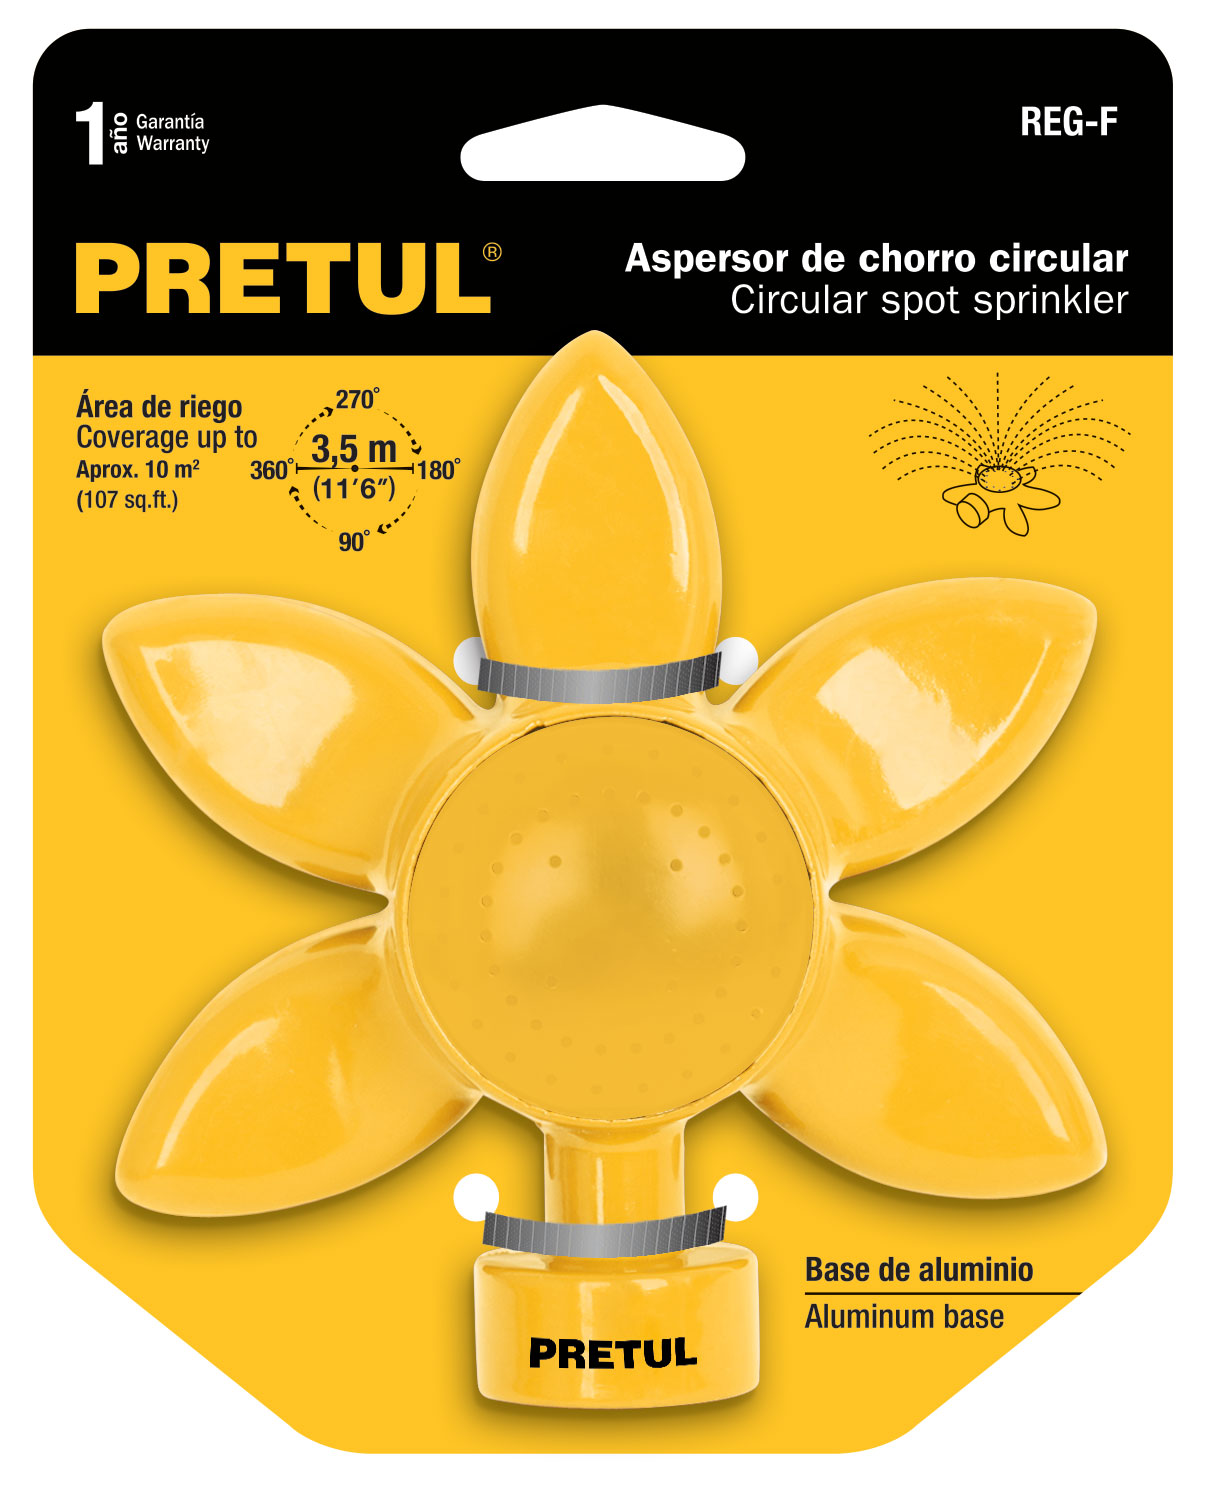 1 año Garantía
Warranty
REG-F
PRETUL®
Aspersor de chorro circular
Circular spot sprinkler
Área de riego
Coverage up to
Aprox. 10 m²
(107 sq.ft.)
270°
3,5 m
360°
180°
(11′6″)
90°
Base de aluminio
Aluminum base
PRETUL